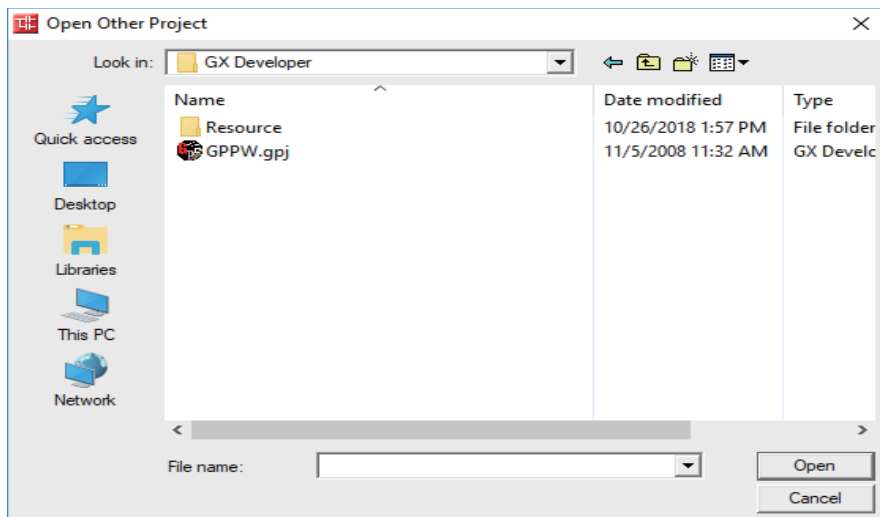 Open Other Project
Look in: GX Developer
Name Date modified Type
Resource 10/26/2018 1:57 PM File folder
GPPW.gpj 11/5/2008 11:32 AM GX Develc
Quick access
Desktop
Libraries
This PC
Network
File name: Open
Cancel